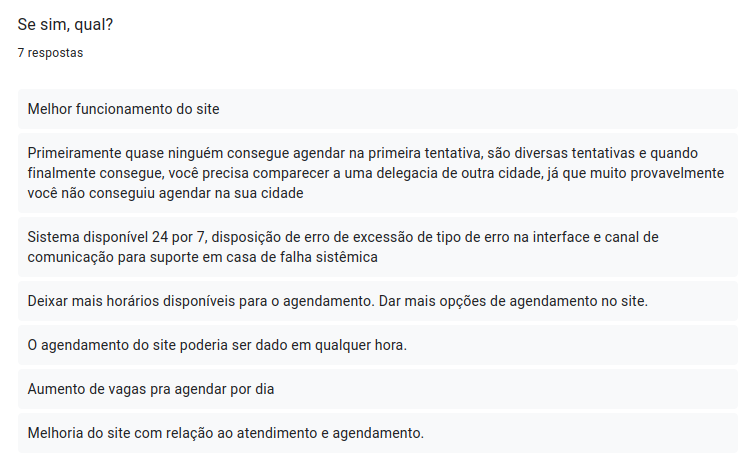 Se sim, qual?
7 respostas
Melhor funcionamento do site
Primeiramente quase ninguém consegue agendar na primeira tentativa, são diversas tentativas e quando
finalmente consegue, você precisa comparecer a uma delegacia de outra cidade, já que muito provavelmente
você não conseguiu agendar na sua cidade
Sistema disponível 24 por 7, disposição de erro de excessão de tipo de erro na interface e canal de
comunicação para suporte em casa de falha sistêmica
Deixar mais horários disponíveis para o agendamento. Dar mais opções de agendamento no site.
O agendamento do site poderia ser dado em qualquer hora.
Aumento de vagas pra agendar por dia
Melhoria do site com relação ao atendimento e agendamento.